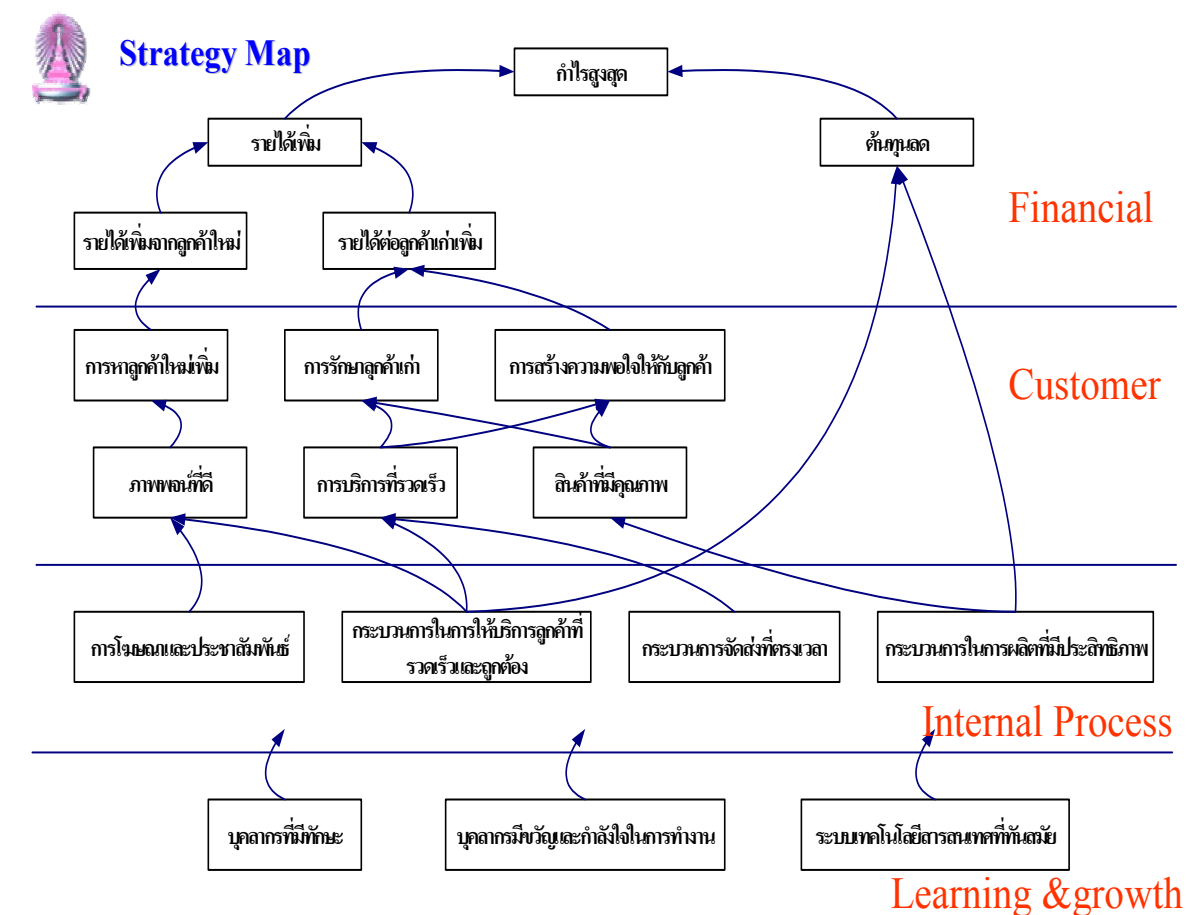 Strategy Map
กำไรสูงสุด
รายได้เพิ่ม
ต้นทุนลด
Financial
รายได้เพิ่มจากลูกค้าใหม่
รายได้ต่อลูกค้าเก่าเพิ่ม
การหาลูกค้าใหม่เพิ่ม
การรักษาลูกค้าเก่า
การสร้างความพอใจให้กับลูกค้า
Customer
ภาพพจน์ที่ดี
การบริการที่รวดเร็ว
สินค้าที่มีคุณภาพ
การโฆษณาและประชาสัมพันธ์
กระบวนการในการให้บริการลูกค้าที่
รวดเร็วและถูกต้อง
กระบวนการจัดส่งที่ตรงเวลา
กระบวนการในการผลิตที่มีประสิทธิภาพ
Internal Process
บุคลากรที่มีทักษะ
บุคลากรมีขวัญและกำลังใจในการทำงาน
ระบบเทคโนโลยีสารสนเทศที่ทันสมัย
Learning &growth